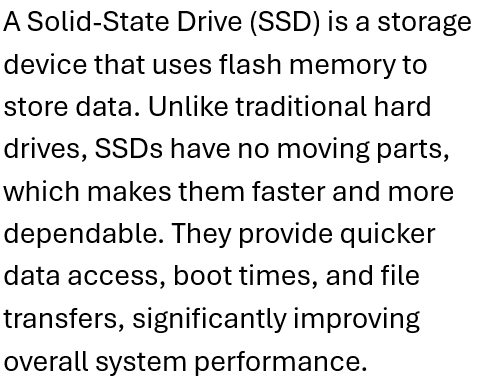 A Solid-State Drive (SSD) is a storage
device that uses flash memory to
store data. Unlike traditional hard
drives, SSDs have no moving parts,
which makes them faster and more
dependable. They provide quicker
data access, boot times, and file
transfers, significantly improving
overall system performance.